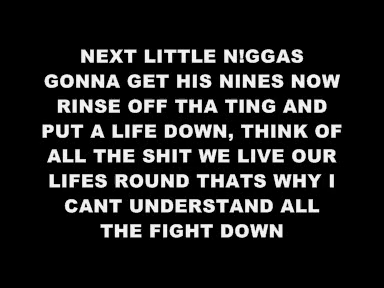 NEXT LITTLE N!GGAS
GONNA GET HIS NINES NOW
RINSE OFF THA TING AND
PUT A LIFE DOWN, THINK OF
ALL THE SHIT WE LIVE OUR
LIFES ROUND THATS WHY I
CANT UNDERSTAND ALL
THE FIGHT DOWN